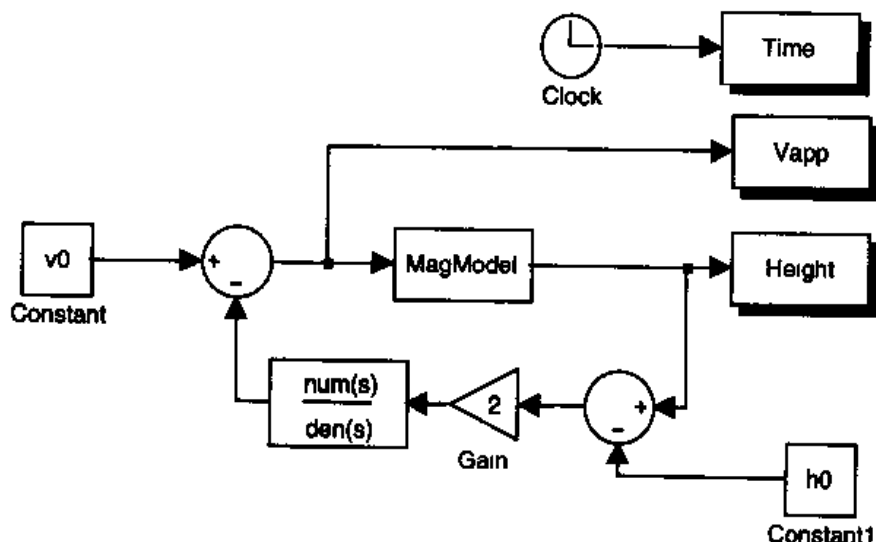 Time
Clock
Vapp
v0
+
-
MagModel
Height
Constant
num(s)
den(s)
2
+
-
Gain
h0
Constant1